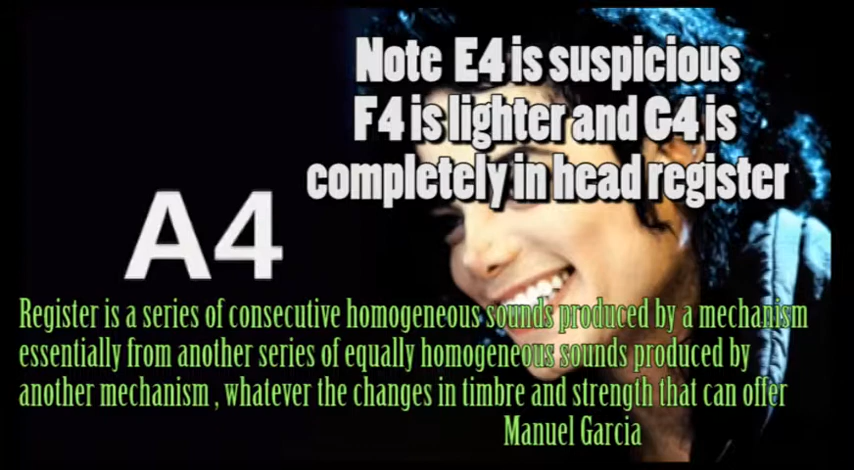 Note E4 is suspicious
F4 is lighter and G4 is
completely in head register
A4
Register is a series of consecutive homogeneous sounds produced by a mechanism
essentially from another series of equally homogeneous sounds produced by
another mechanism , whatever the changes in timbre and strength that can offer
Manuel Garcia